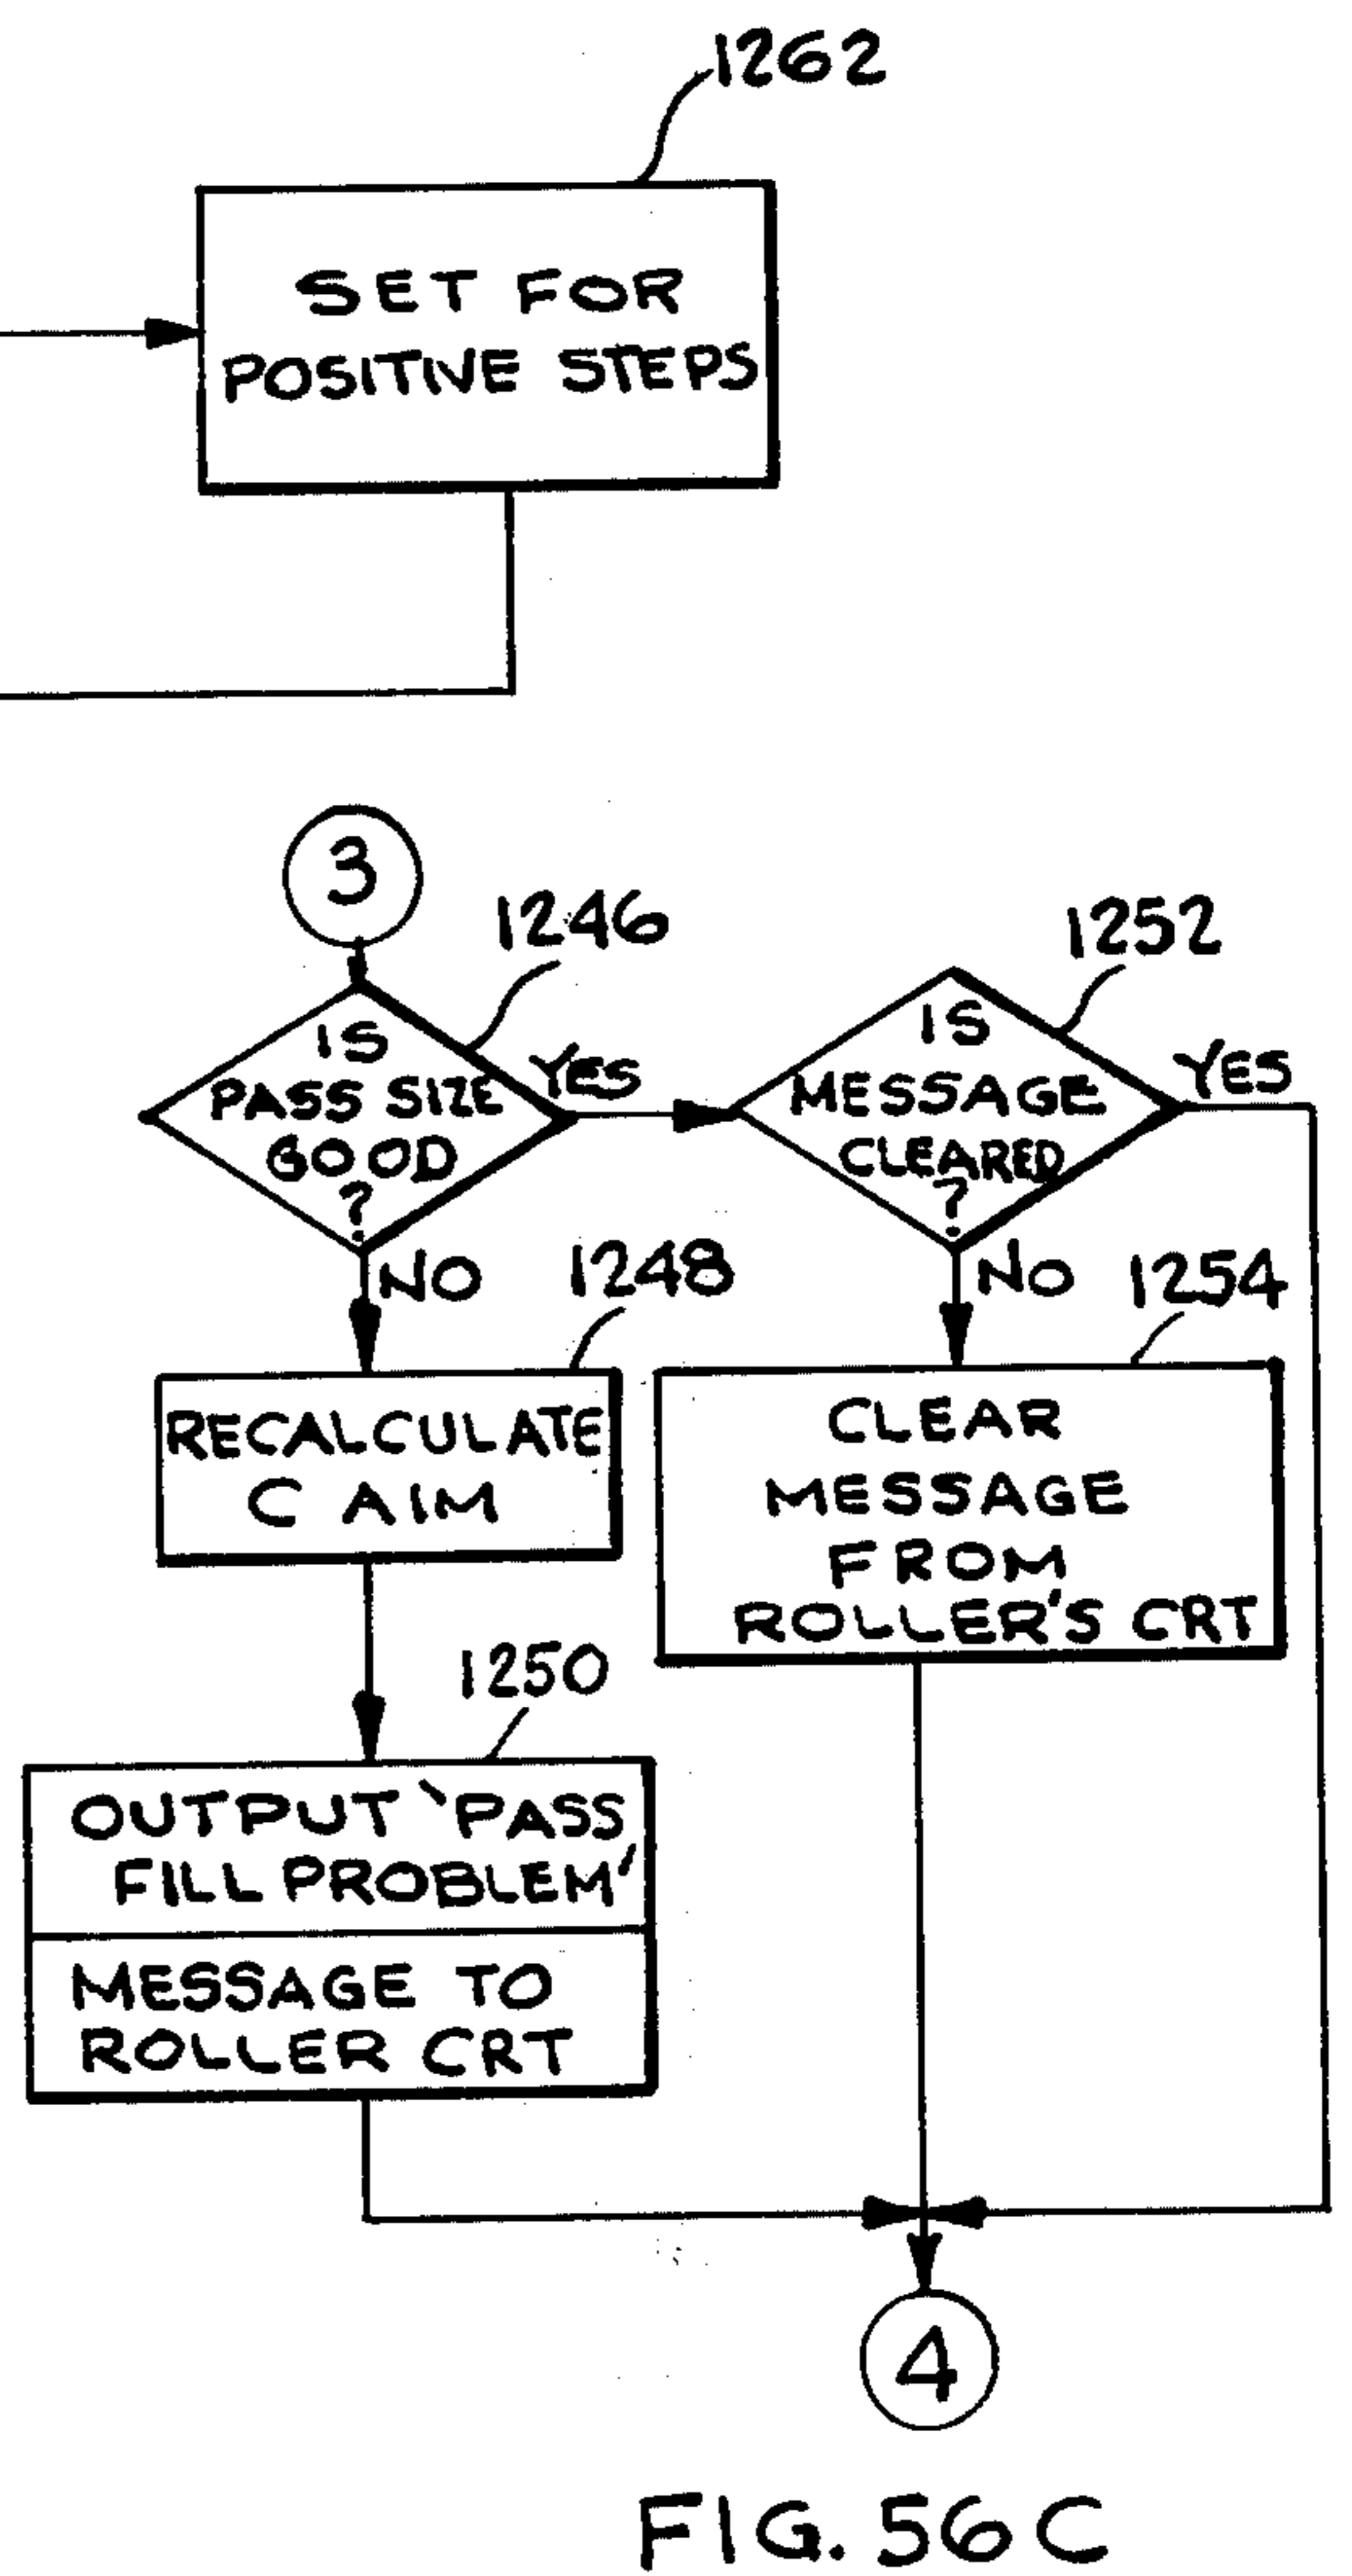 1262
SET FOR
POSITIVE STEPS
3
1246
IS
PASS SIZE
GOOD
?
YES
1252
IS
MESSAGE
CLEARED
?
YES
NO
1248
RECALCULATE
C AIM
NO
1254
CLEAR
MESSAGE
FROM
ROLLER'S CRT
1250
OUTPUT 'PASS
FILL PROBLEM'
MESSAGE TO
ROLLER CRT
4
FIG. 56C